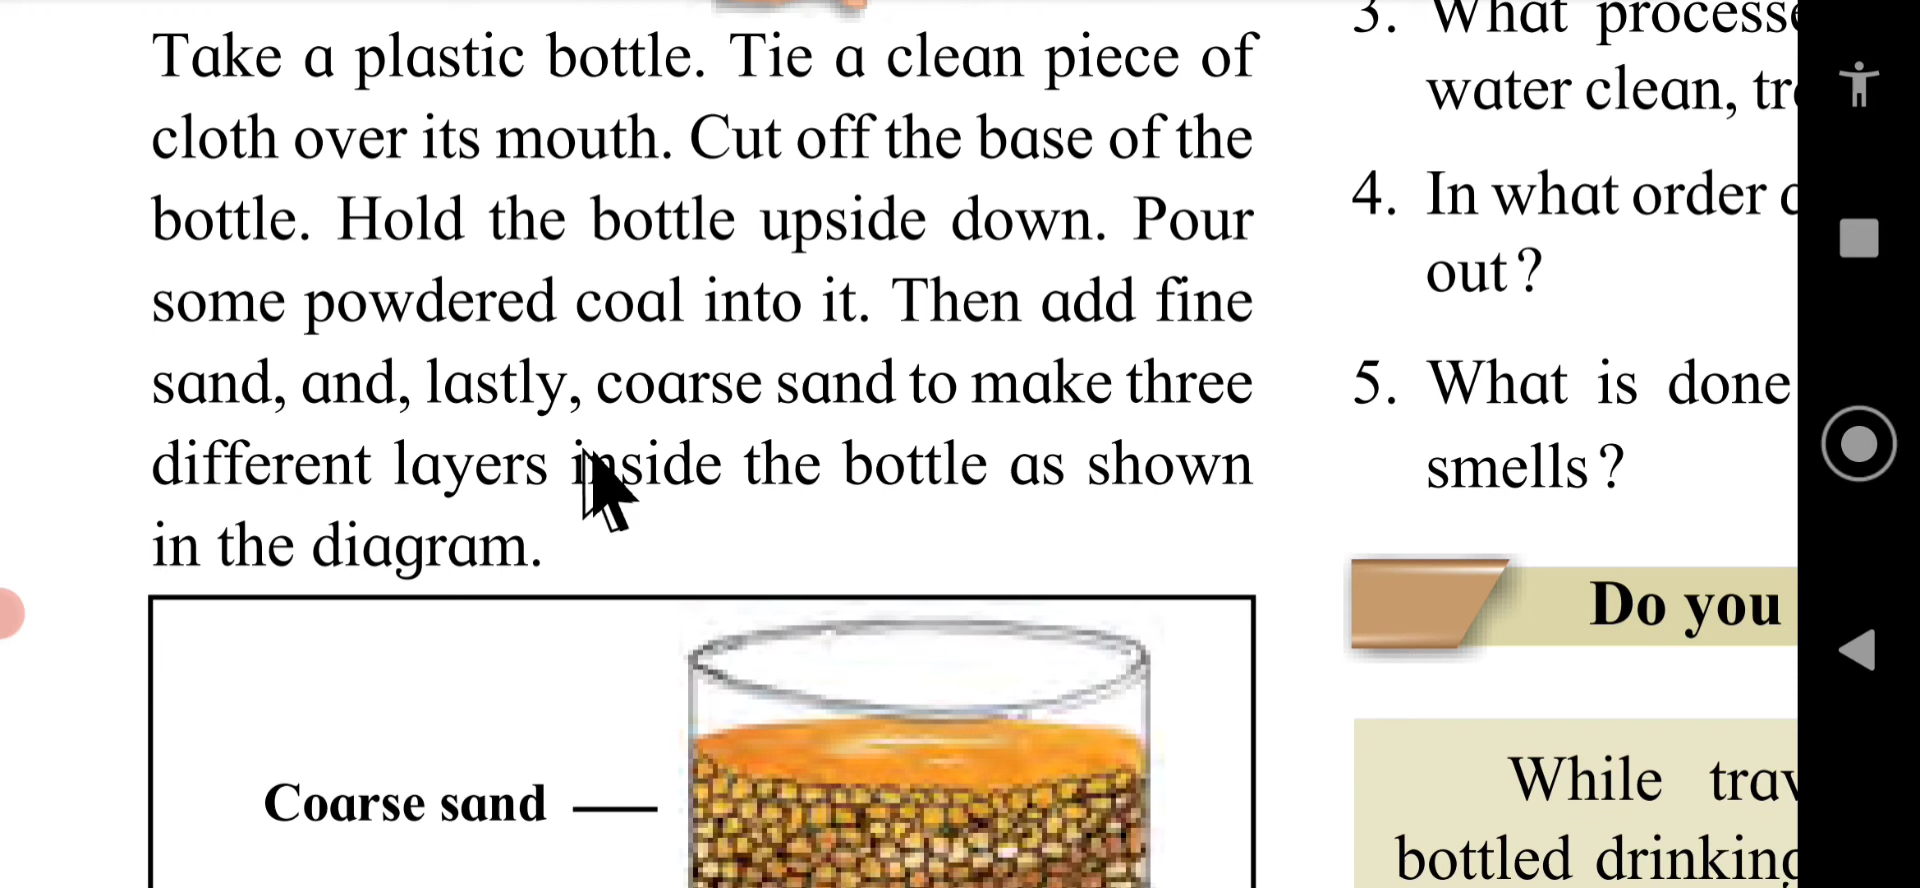 Take a plastic bottle. Tie a clean piece of
cloth over its mouth. Cut off the base of the
bottle. Hold the bottle upside down. Pour
some powdered coal into it. Then add fine
sand, and, lastly, coarse sand to make three
different layers inside the bottle as shown
in the diagram.
Coarse sand
3. What
water clean,
4. In what order
out?
5. What is done
smells?
Do you
While
bottled